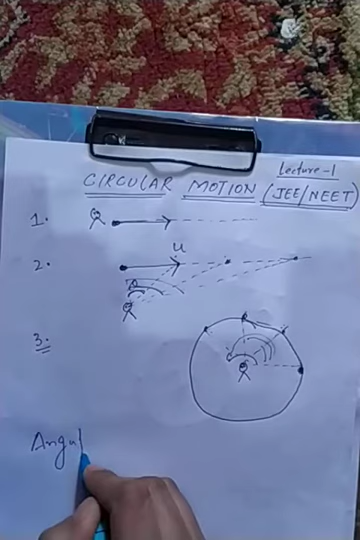 Lecture-1
CIRCULAR MOTION (JEE/NEET)
1.
2.
u
3.
Angul